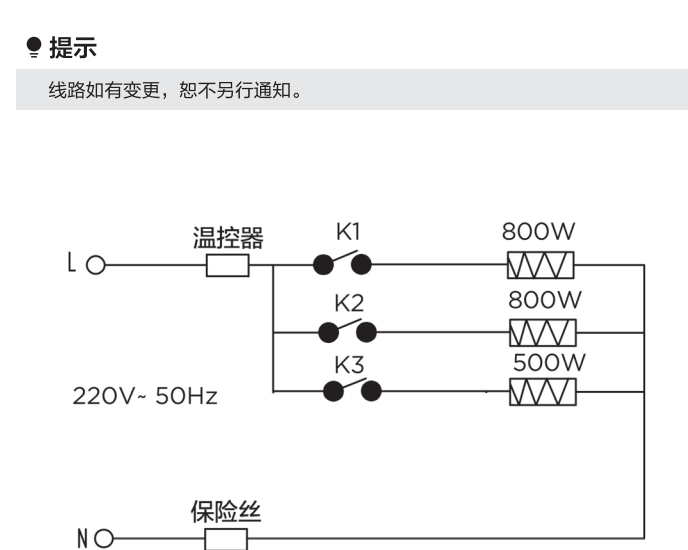 提示
线路如有变更，恕不另行通知。
温控器
K1
800W
L
K2
800W
K3
500W
220V~ 50Hz
保险丝
N